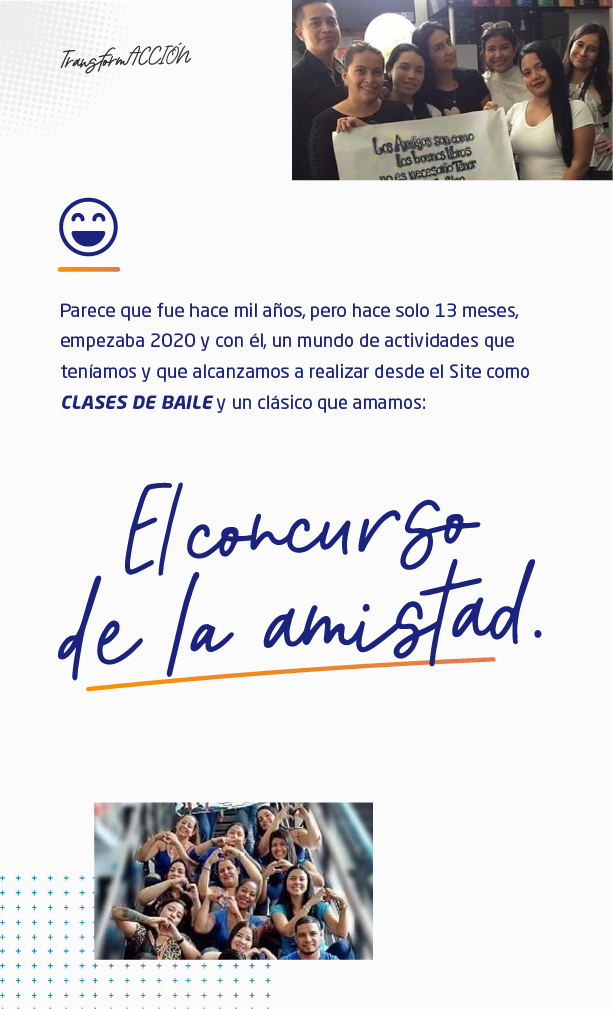 TransformACCIÓN
Los Amigos son como
los buenos libros
no es necesario Tener
Parece que fue hace mil años, pero hace solo 13 meses,
empezaba 2020 y con él, un mundo de actividades que
teníamos y que alcanzamos a realizar desde el Site como
CLASES DE BAILE y un clásico que amamos:
El concurso
de la amistad.